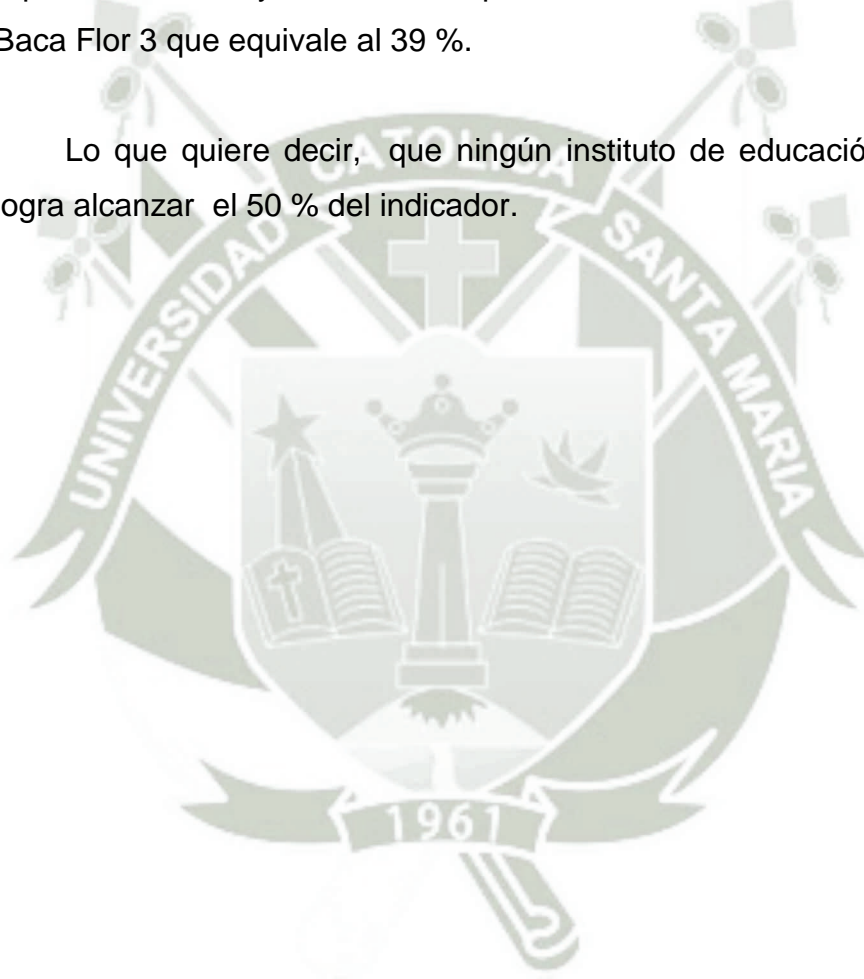 Baca Flor 3 que equivale al 39 %.
Lo que quiere decir, que ningún instituto de educació
ogra alcanzar el 50 % del indicador.
UNIVERSIDAD CATOLICA SANTA MARIA
1961